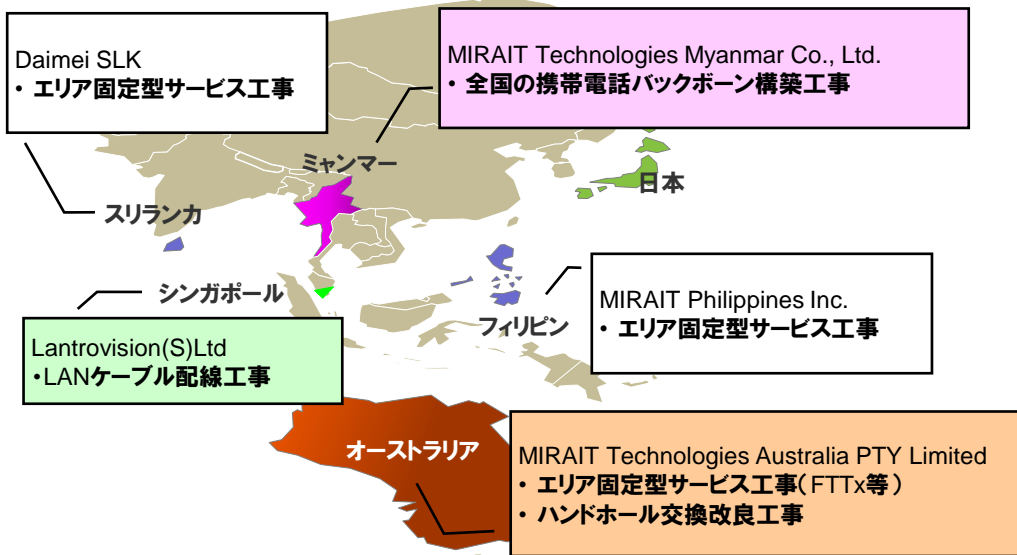 Daimei SLK
・ エリア固定型サービス工事
MIRAIT Technologies Myanmar Co., Ltd.
・ 全国の携帯電話バックボーン構築工事
ミャンマー
日本
スリランカ
シンガポール
フィリピン
MIRAIT Philippines Inc.
・ エリア固定型サービス工事
Lantrovision(S)Ltd
・LANケーブル配線工事
オーストラリア
MIRAIT Technologies Australia PTY Limited
・ エリア固定型サービス工事(FTTx等)
・ ハンドホール交換改良工事